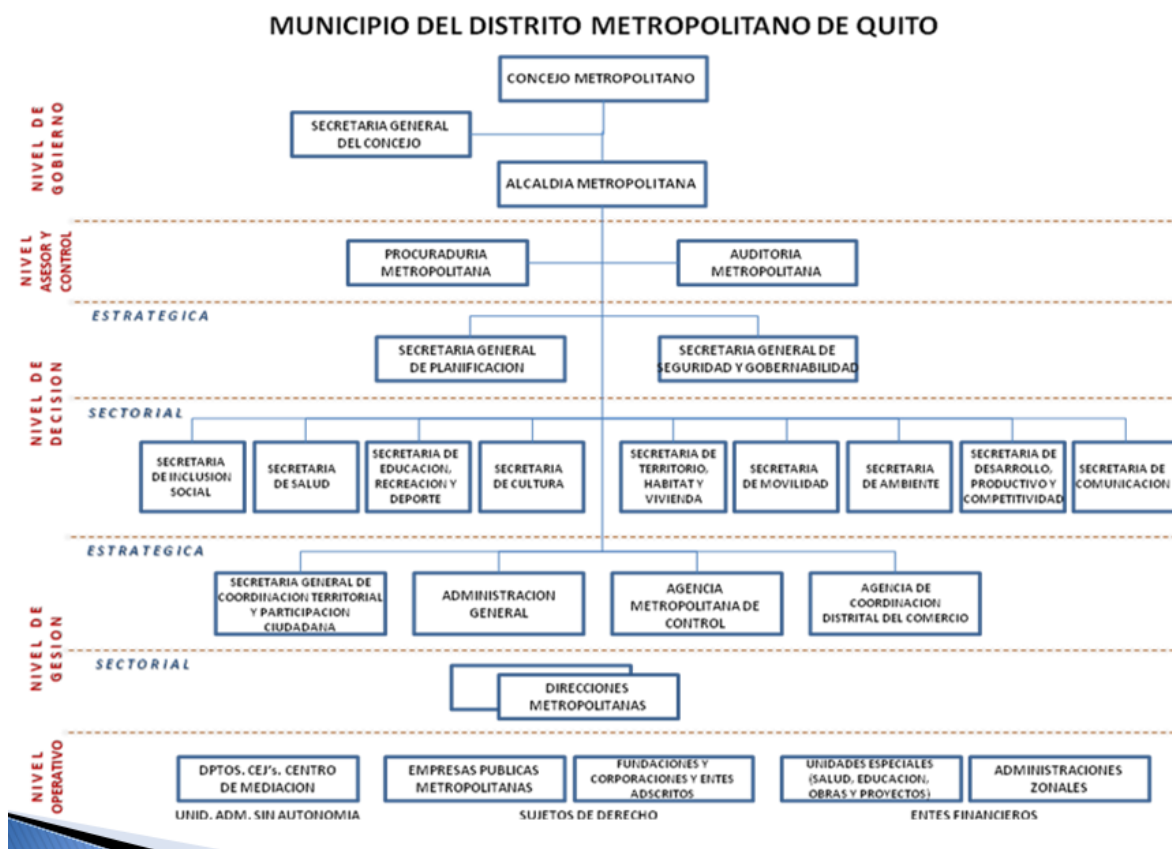 MUNICIPIO DEL DISTRITO METROPOLITANO DE QUITO
NIVEL DE
GOBIERNO
CONCEJO METROPOLITANO
SECRETARIA GENERAL
DEL CONCEJO
ALCALDIA METROPOLITANA
NIVEL
ASESOR Y
CONTROL
PROCURADURIA
METROPOLITANA
AUDITORIA
METROPOLITANA
NIVEL DE
DECISION
ESTRATEGICA
SECRETARIA GENERAL
DE PLANIFICACION
SECRETARIA GENERAL DE
SEGURIDAD Y GOBERNABILIDAD
SECTORIAL
SECRETARIA
DE INCLUSION
SOCIAL
SECRETARIA
DE SALUD
SECRETARIA DE
EDUCACION,
RECREACION Y
DEPORTE
SECRETARIA
DE CULTURA
SECRETARIA DE
TERRITORIO,
HABITAT Y
VIVIENDA
SECRETARIA
DE MOVILIDAD
SECRETARIA
DE AMBIENTE
SECRETARIA DE
DESARROLLO,
PRODUCTIVO Y
COMPETITIVIDAD
SECRETARIA DE
COMUNICACION
NIVEL DE
GESION
ESTRATEGICA
SECRETARIA GENERAL DE
COORDINACION TERRITORIAL
Y PARTICIPACION
CIUDADANA
ADMINISTRACION
GENERAL
AGENCIA
METROPOLITANA DE
CONTROL
AGENCIA DE
COORDINACION
DISTRITAL DEL COMERCIO
SECTORIAL
DIRECCIONES
METROPOLITANAS
NIVEL
OPERATIVO
DPTOS. CEJ's. CENTRO
DE MEDIACION
EMPRESAS PUBLICAS
METROPOLITANAS
FUNDACIONES Y
CORPORACIONES Y ENTES
ADSCRITOS
UNIDADES ESPECIALES
(SALUD, EDUCACION,
OBRAS Y PROYECTOS)
ADMINISTRACIONES
ZONALES
UNID. ADM. SIN AUTONOMIA
SUJETOS DE DERECHO
ENTES FINANCIEROS